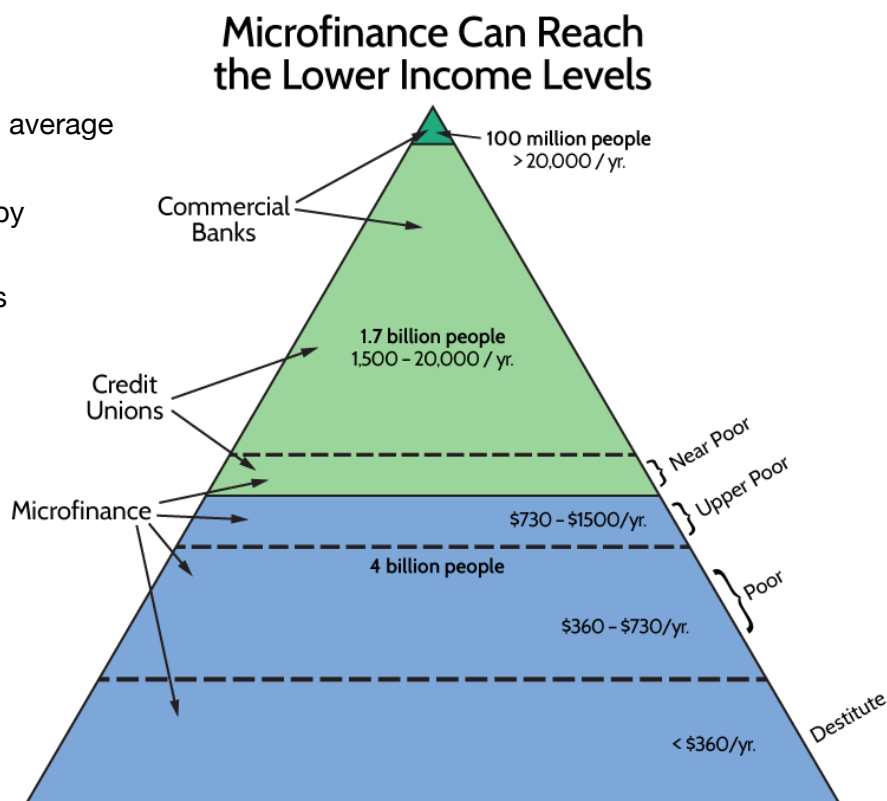 Microfinance Can Reach
the Lower Income Levels
average
by
s
100 million people
> 20,000 / yr.
Commercial
Banks
1.7 billion people
1,500 – 20,000 / yr.
Credit
Unions
Near Poor
Upper Poor
Microfinance
$730 – $1500/yr.
4 billion people
Poor
$360 – $730/yr.
Destitute
< $360/yr.